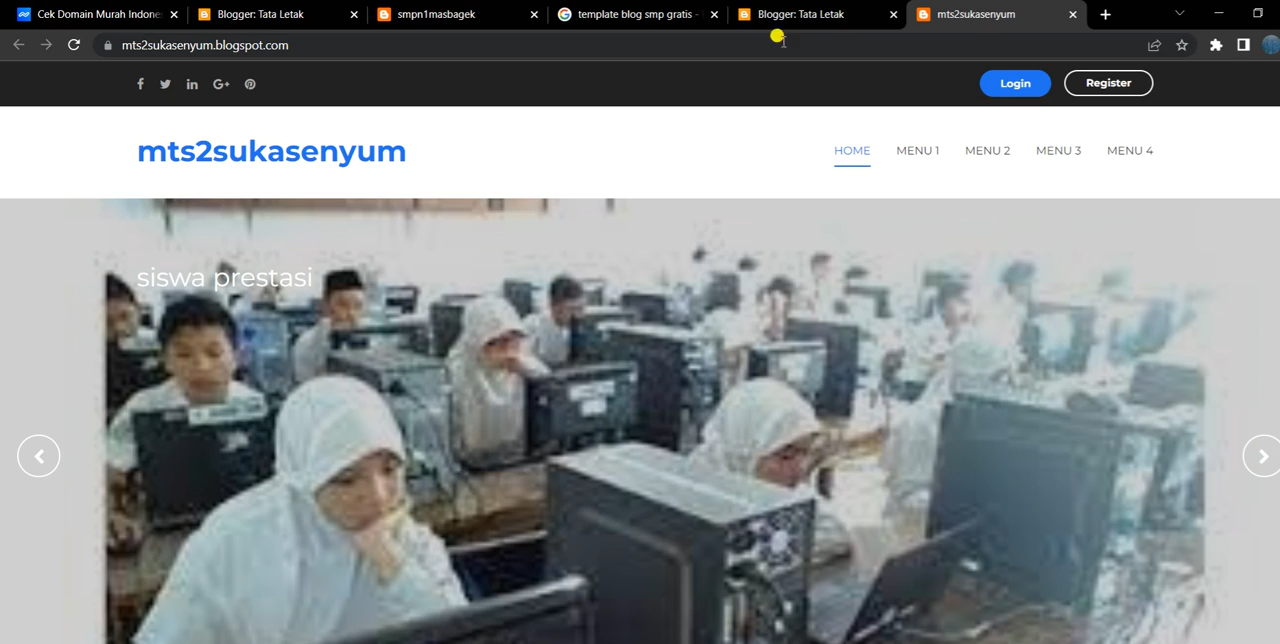 Cek Domain Murah Indone
Blogger: Tata Letak
smpn1masbagek
template blog smp gratis -
Blogger: Tata Letak
mts2sukasenyum
mts2sukasenyum.blogspot.com
Login
Register
mts2sukasenyum
HOME
MENU 1
MENU 2
MENU 3
MENU 4
siswa prestasi